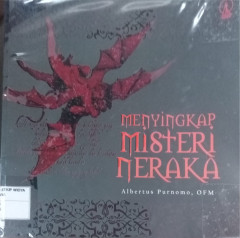 MENYINGKAP
MISTERI
NERAKA
Albertus Purnomo, OFM